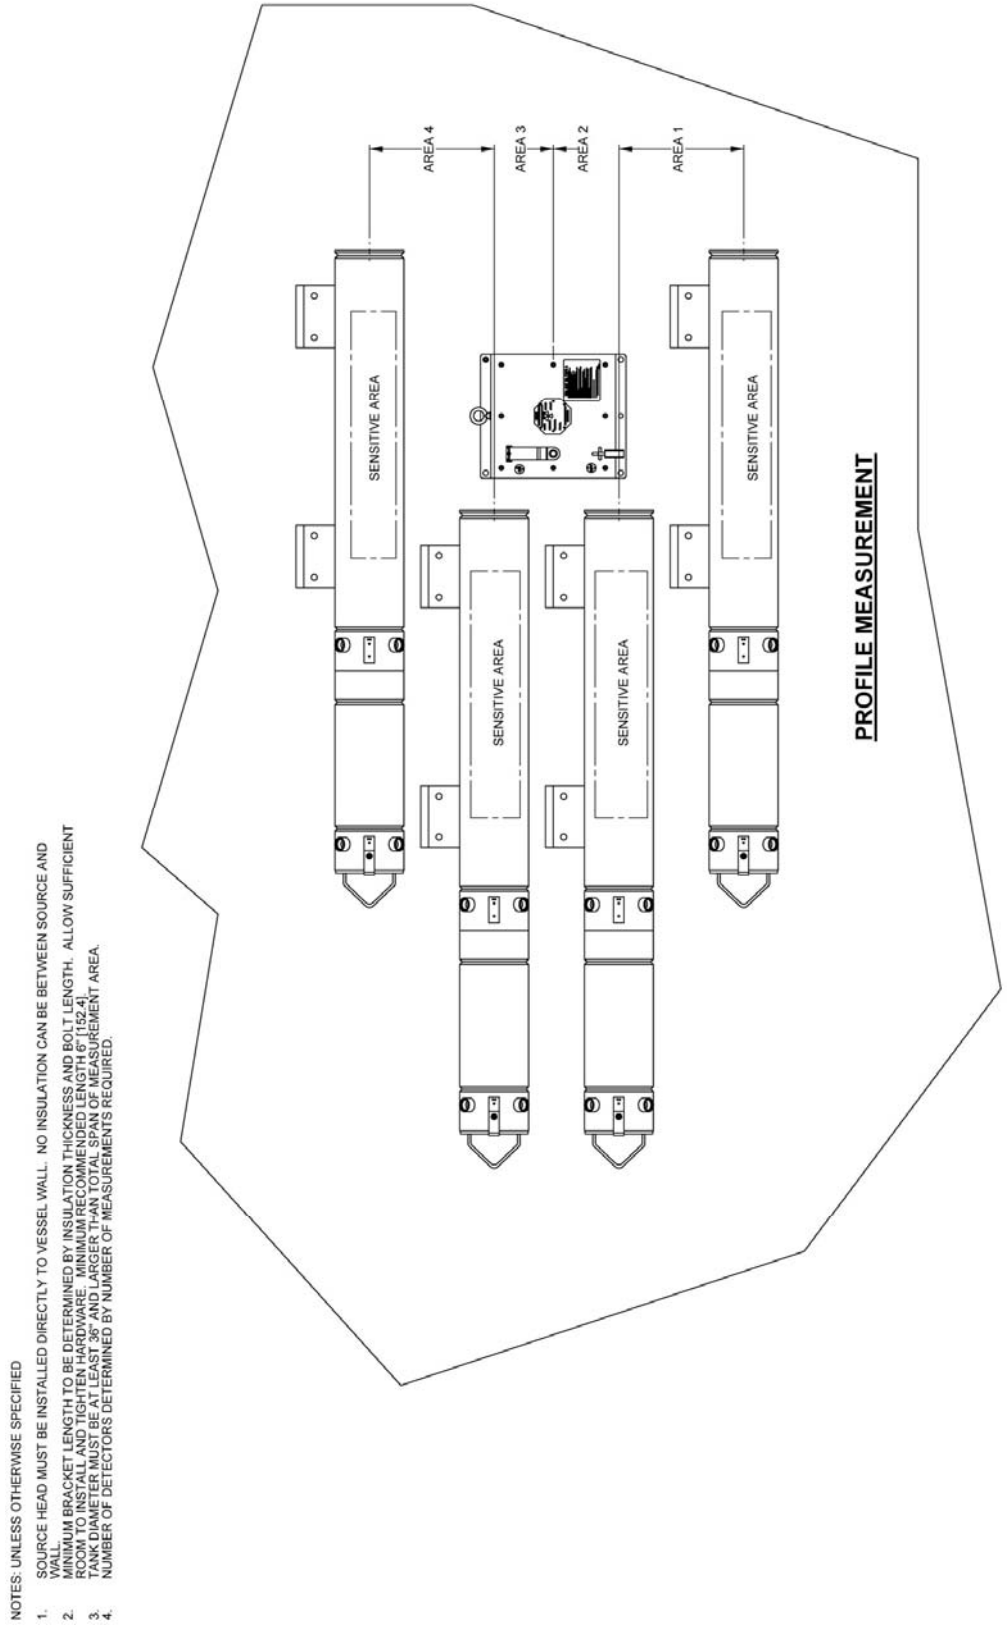 NOTES: UNLESS OTHERWISE SPECIFIED
1. SOURCE HEAD MUST BE INSTALLED DIRECTLY TO VESSEL WALL. NO INSULATION CAN BE BETWEEN SOURCE AND
WALL.
2. MINIMUM BRACKET LENGTH TO BE DETERMINED BY INSULATION THICKNESS AND BOLT LENGTH. ALLOW SUFFICIENT
ROOM TO INSTALL AND TIGHTEN HARDWARE. MINIMUM RECOMMENDED LENGTH 6" [152.4].
3. TANK DIAMETER MUST BE AT LEAST 36" AND LARGER THAN TOTAL SPAN OF MEASUREMENT AREA.
4. NUMBER OF DETECTORS DETERMINED BY NUMBER OF MEASUREMENTS REQUIRED.
SENSITIVE AREA
SENSITIVE AREA
SENSITIVE AREA
SENSITIVE AREA
AREA 4
AREA 3
AREA 2
AREA 1
PROFILE MEASUREMENT